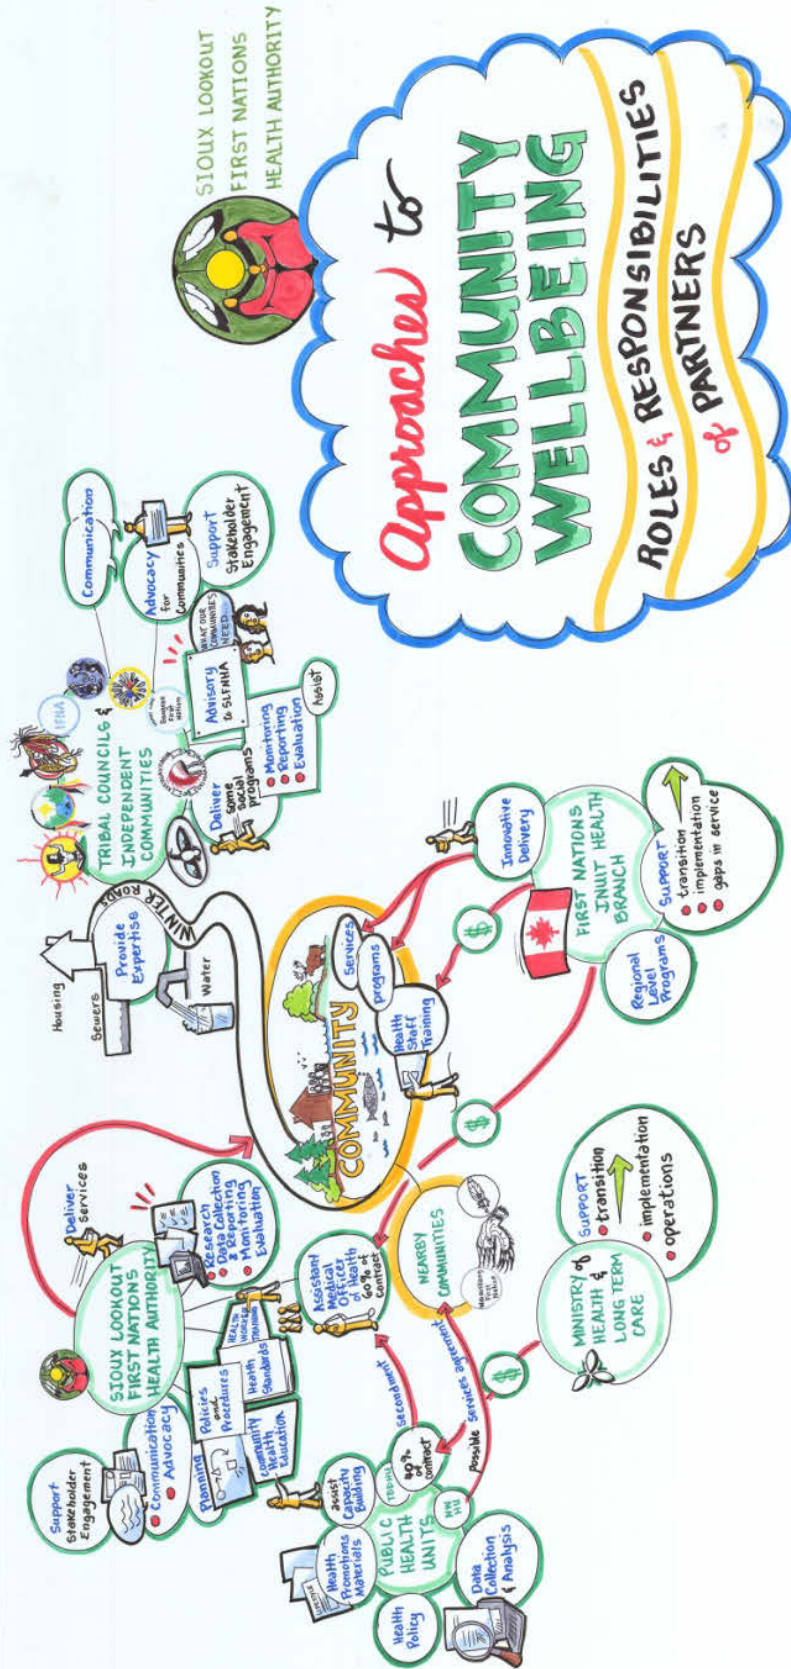 SIOUX LOOKOUT
FIRST NATIONS
HEALTH AUTHORITY
Approaches to
COMMUNITY
WELLBEING
ROLES & RESPONSIBILITIES
of PARTNERS
TRIBAL COUNCILS &
INDEPENDENT
COMMUNITIES
IFNA
Communication
Advocacy
for
Communities
Support
Stakeholder
Engagement
WHAT OUR
COMMUNITIES
NEED...
Advisory
to SLFNHA
Deliver
some
social
programs
Monitoring
Reporting
Evaluation
Assist
Housing
Sewers
Provide
Expertise
Water
WINTER ROADS
COMMUNITY
Services
programs
Health
Staff
Training
Innovative
Delivery
FIRST NATIONS
INUIT HEALTH
BRANCH
Regional
Level
Programs
SUPPORT
transition
implementation
gaps in service
$
$
SIOUX LOOKOUT
FIRST NATIONS
HEALTH AUTHORITY
Deliver
Services
Research
Data Collection
& Reporting
Monitoring
Evaluation
Support
Stakeholder
Engagement
Communication
Advocacy
Planning
Policies
and
Procedures
HEALTH
WORKER
TRAINING
Health
Standards
Community
Health
Education
Assistant
Medical
Officer
of Health
60% of
contract
NEARBY
COMMUNITIES
Secondment
Possible services agreement
PUBLIC
HEALTH
UNITS
assist
Capacity
Building
TBDHU
40%
of
contract
NW
HU
Health
Promotions
Materials
LIFESTYLE
Health
Policy
Data
Collection
& Analysis
$
MINISTRY of
HEALTH &
LONG TERM
CARE
SUPPORT
transition
implementation
operations